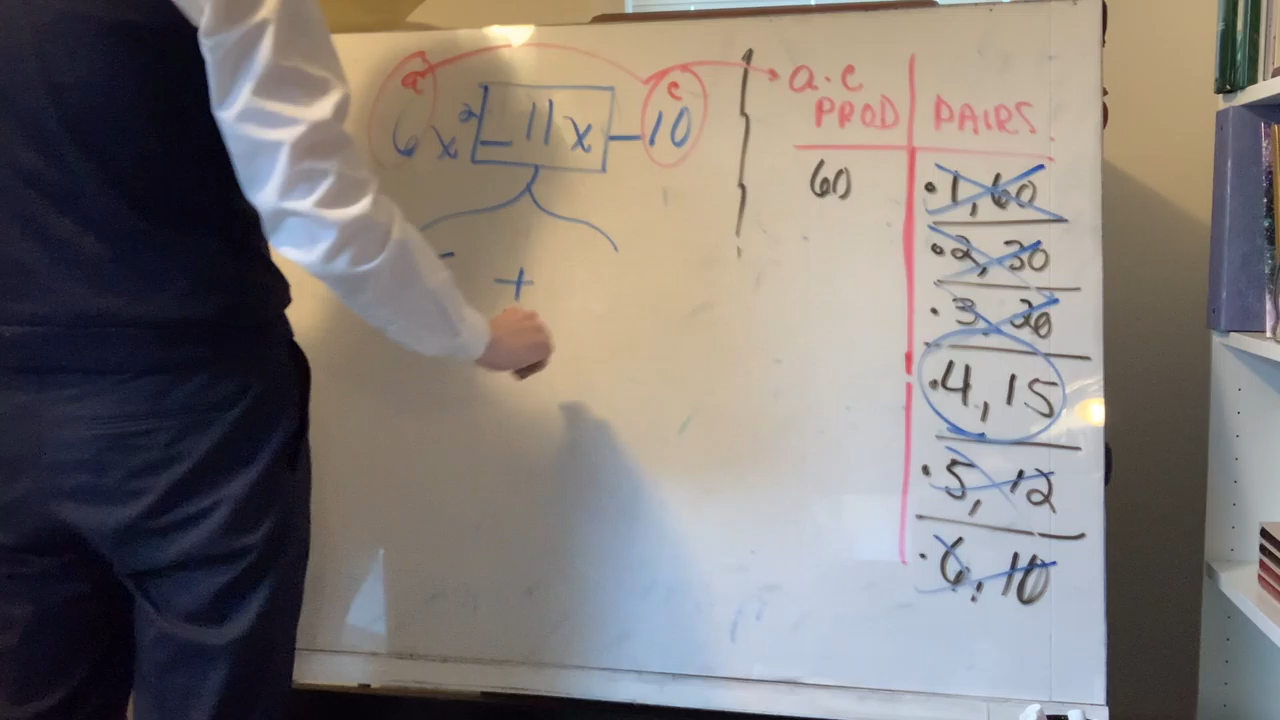 a c
6x² -11x -10
- +
a·c
PROD PAIRS
60
·1, 60
·2, 30
·3, 20
·4, 15
·5, 12
·6, 10